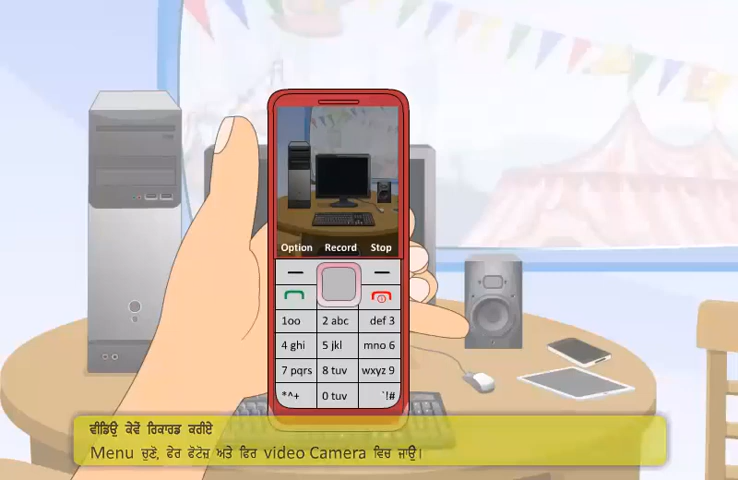 Option Record Stop
1oo 2 abc def 3
4 ghi 5 jkl mno 6
7 pqrs 8 tuv wxyz 9
*^+ 0 tuv `!#
ਵੀਡਿਉ ਕੇਵੋਂ ਰਿਕਾਰਡ ਕਰੀਏ
Menu ਚੁਣੋ, ਫੇਰ ਫੋਟੋਜ਼ ਅਤੇ ਫਿਰ video Camera ਵਿਚ ਜਾਉ।